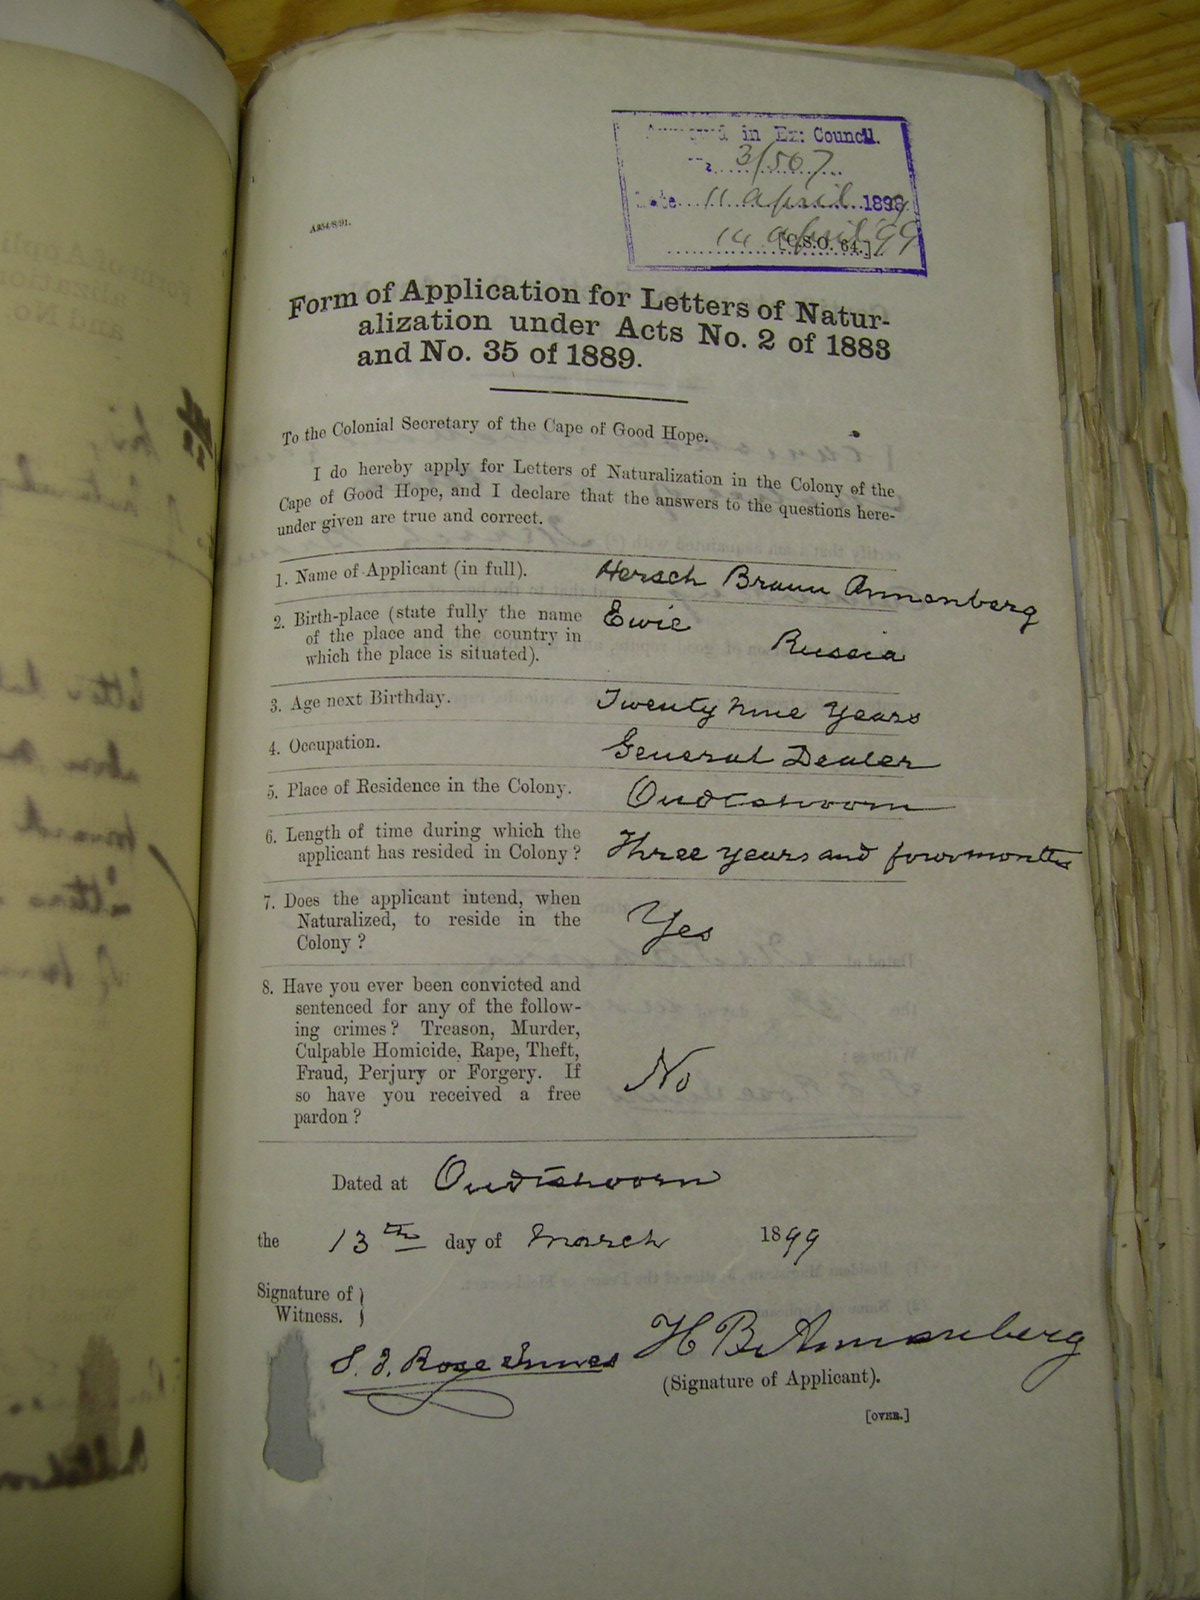 in Ex: Council.
3/567
Date 11 April 1899
14 April 99
[C.S.O. 64.]
A254/8/91.
Form of Application for Letters of Natur-
alization under Acts No. 2 of 1883
and No. 35 of 1889.
To the Colonial Secretary of the Cape of Good Hope.
I do hereby apply for Letters of Naturalization in the Colony of the
Cape of Good Hope, and I declare that the answers to the questions here-
under given are true and correct.
1. Name of Applicant (in full). Hersch Braun Annenberg
2. Birth-place (state fully the name Ewie
of the place and the country in Russia
which the place is situated).
3. Age next Birthday. Twenty nine Years
4. Occupation. General Dealer
5. Place of Residence in the Colony. Oudtshoorn
6. Length of time during which the
applicant has resided in Colony? Three years and four months
7. Does the applicant intend, when
Naturalized, to reside in the Yes
Colony?
8. Have you ever been convicted and
sentenced for any of the follow-
ing crimes? Treason, Murder,
Culpable Homicide, Rape, Theft,
Fraud, Perjury or Forgery. If No
so have you received a free
pardon?
Dated at Oudtshoorn
the 13th day of March 1899
Signature of
Witness.
S. J. Rose Innes H B Annenberg
(Signature of Applicant).
[OVER.]